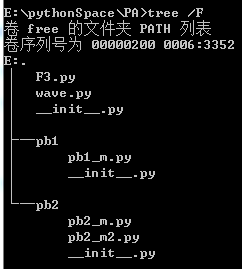 E:\pythonSpace\PA>tree /F
卷 free 的文件夹 PATH 列表
卷序列号为 00000200 0006:3352
E:.
│  F3.py
│  wave.py
│  __init__.py
│
├─pb1
│      pb1_m.py
│      __init__.py
│
└─pb2
        pb2_m.py
        pb2_m2.py
        __init__.py